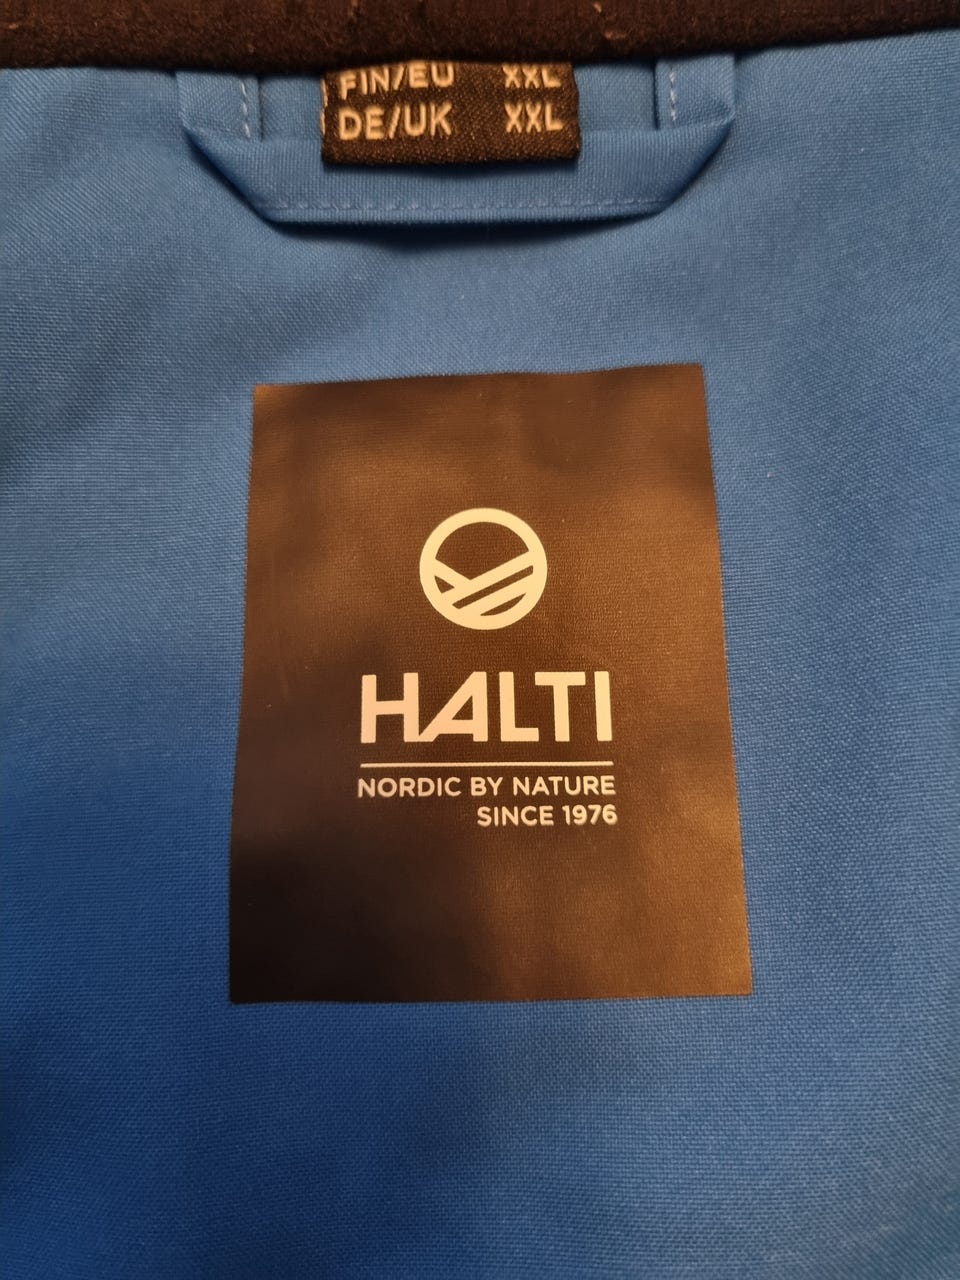 FIN/EU XXL
DE/UK XXL
HALTI
NORDIC BY NATURE
SINCE 1976